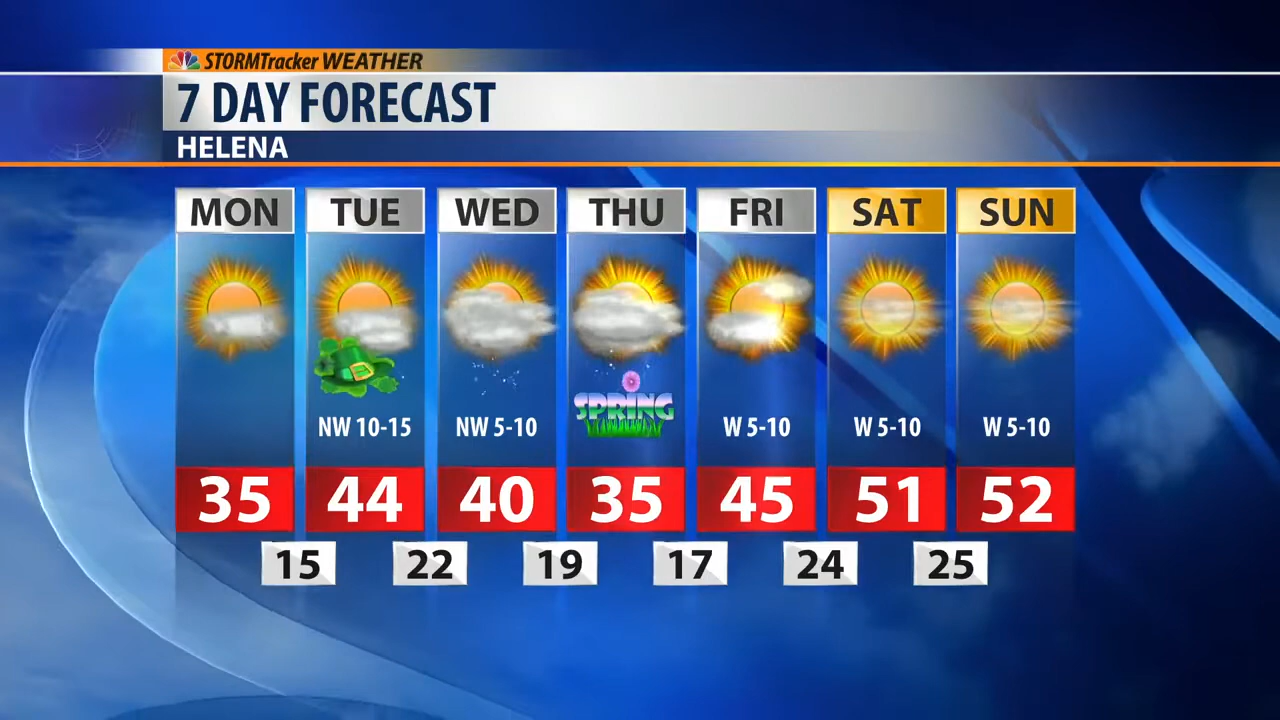 STORMTracker WEATHER
7 DAY FORECAST
HELENA
MON TUE WED THU FRI SAT SUN
SPRING
NW 10-15 NW 5-10 W 5-10 W 5-10 W 5-10
35 44 40 35 45 51 52
15 22 19 17 24 25